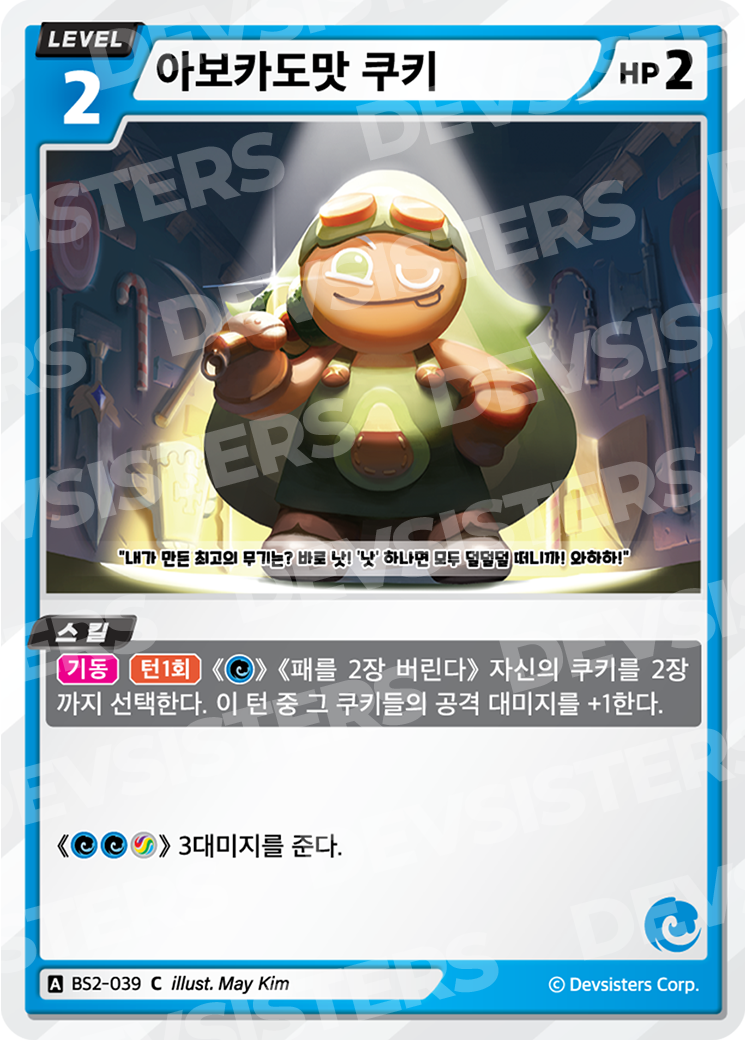 LEVEL
2
아보카도맛 쿠키
HP 2
"내가 만든 최고의 무기는? 바로 낫! '낫' 하나면 모두 덜덜덜 떠니까! 와하하!"
스킬
기동 턴1회 《 》《패를 2장 버린다》 자신의 쿠키를 2장
까지 선택한다. 이 턴 중 그 쿠키들의 공격 대미지를 +1한다.
《 》 3대미지를 준다.
A BS2-039 C illust. May Kim
© Devsisters Corp.
DEVSISTERS